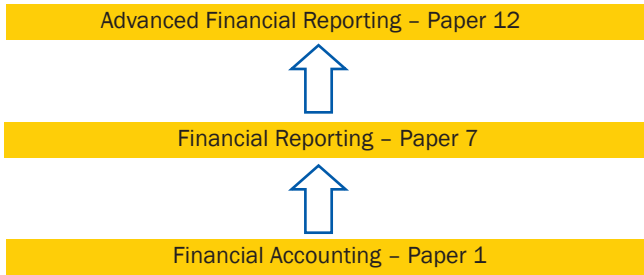 Advanced Financial Reporting – Paper 12
Financial Reporting – Paper 7
Financial Accounting – Paper 1